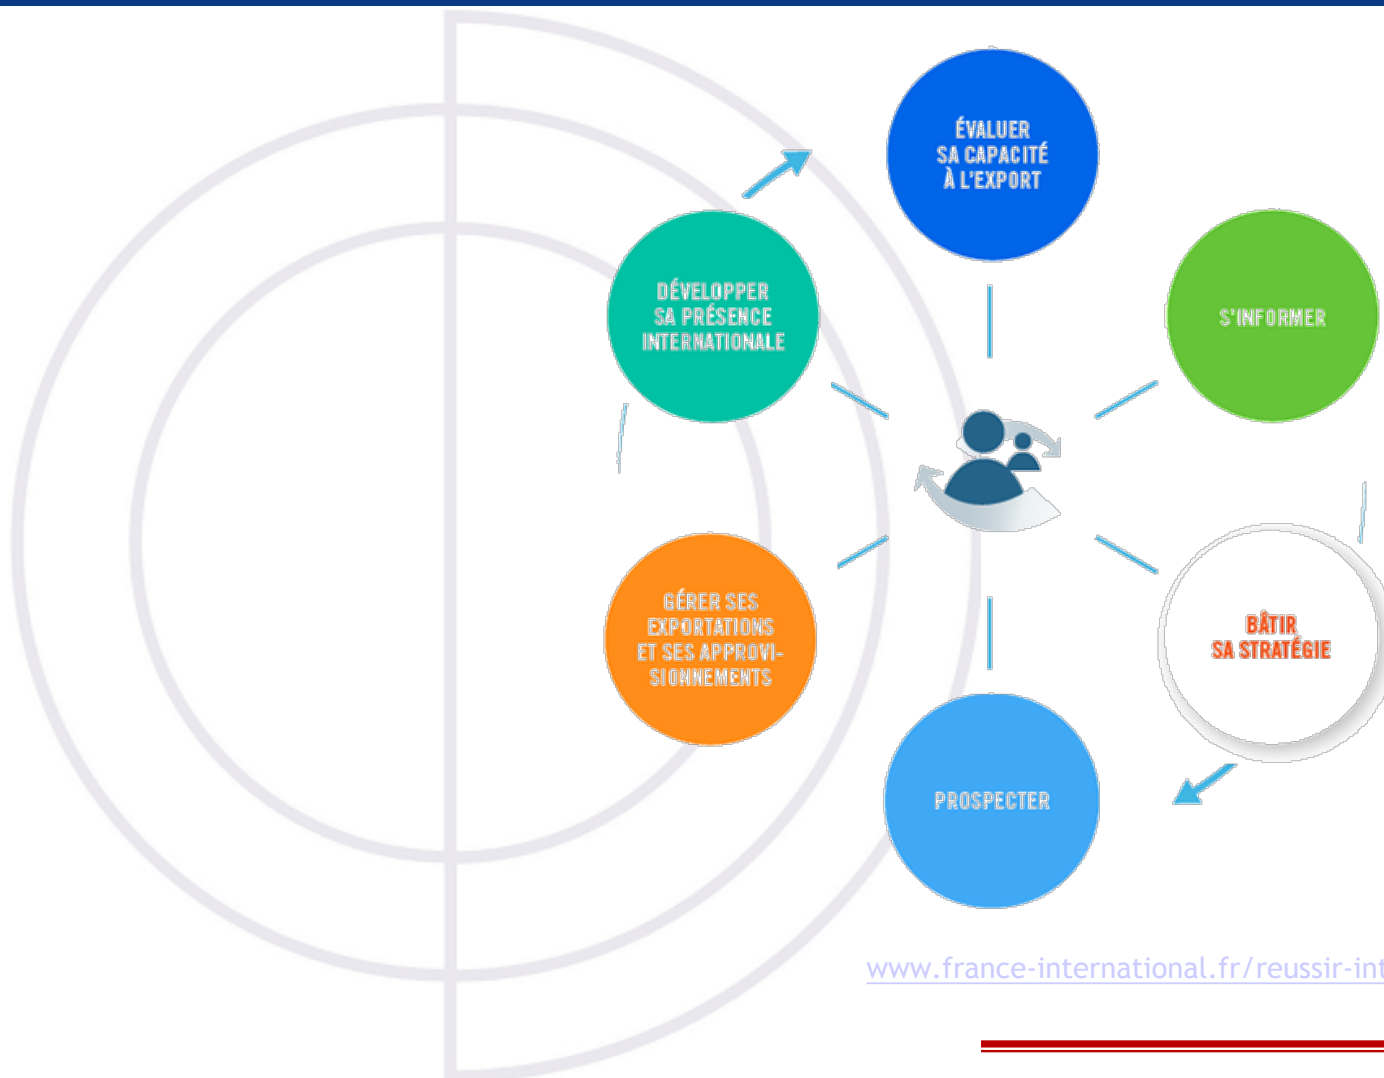 ÉVALUER
SA CAPACITÉ
À L'EXPORT
S'INFORMER
BÂTIR
SA STRATÉGIE
PROSPECTER
GÉRER SES
EXPORTATIONS
ET SES APPROVI-
SIONNEMENTS
DÉVELOPPER
SA PRÉSENCE
INTERNATIONALE
www.france-international.fr/reussir-int